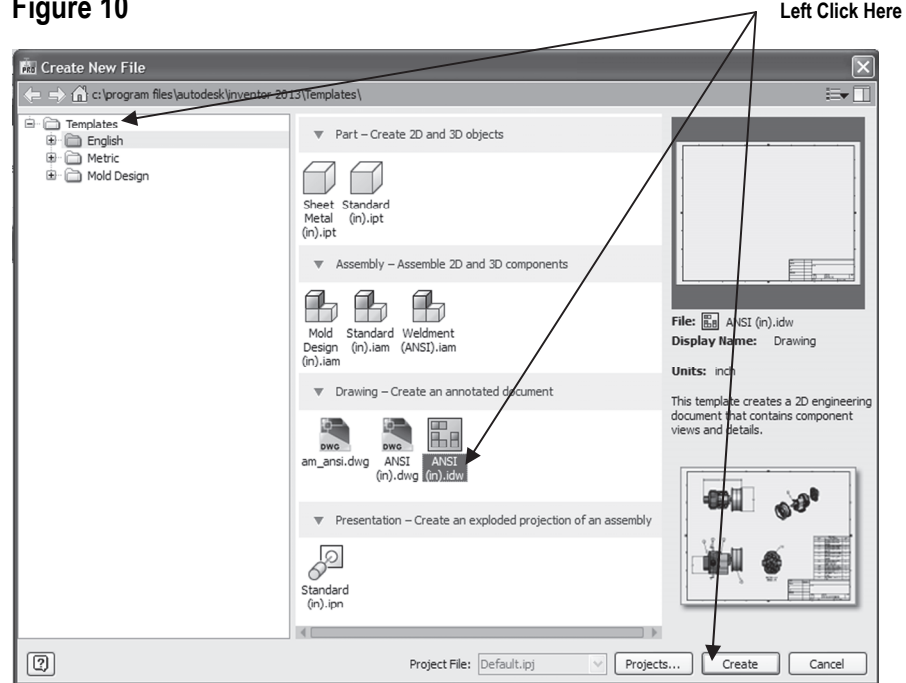 Figure 10
Left Click Here
PRO Create New File
c:\program files\autodesk\inventor 2013\Templates\
Templates
English
Metric
Mold Design
Part – Create 2D and 3D objects
Sheet Metal (in).ipt
Standard (in).ipt
Assembly – Assemble 2D and 3D components
Mold Design (in).iam
Standard (in).iam
Weldment (ANSI).iam
Drawing – Create an annotated document
DWG
am_ansi.dwg
DWG
ANSI (in).dwg
ANSI (in).idw
Presentation – Create an exploded projection of an assembly
Standard (in).ipn
File: ANSI (in).idw
Display Name: Drawing
Units: inch
This template creates a 2D engineering
document that contains component
views and details.
Project File: Default.ipj
Projects...
Create
Cancel